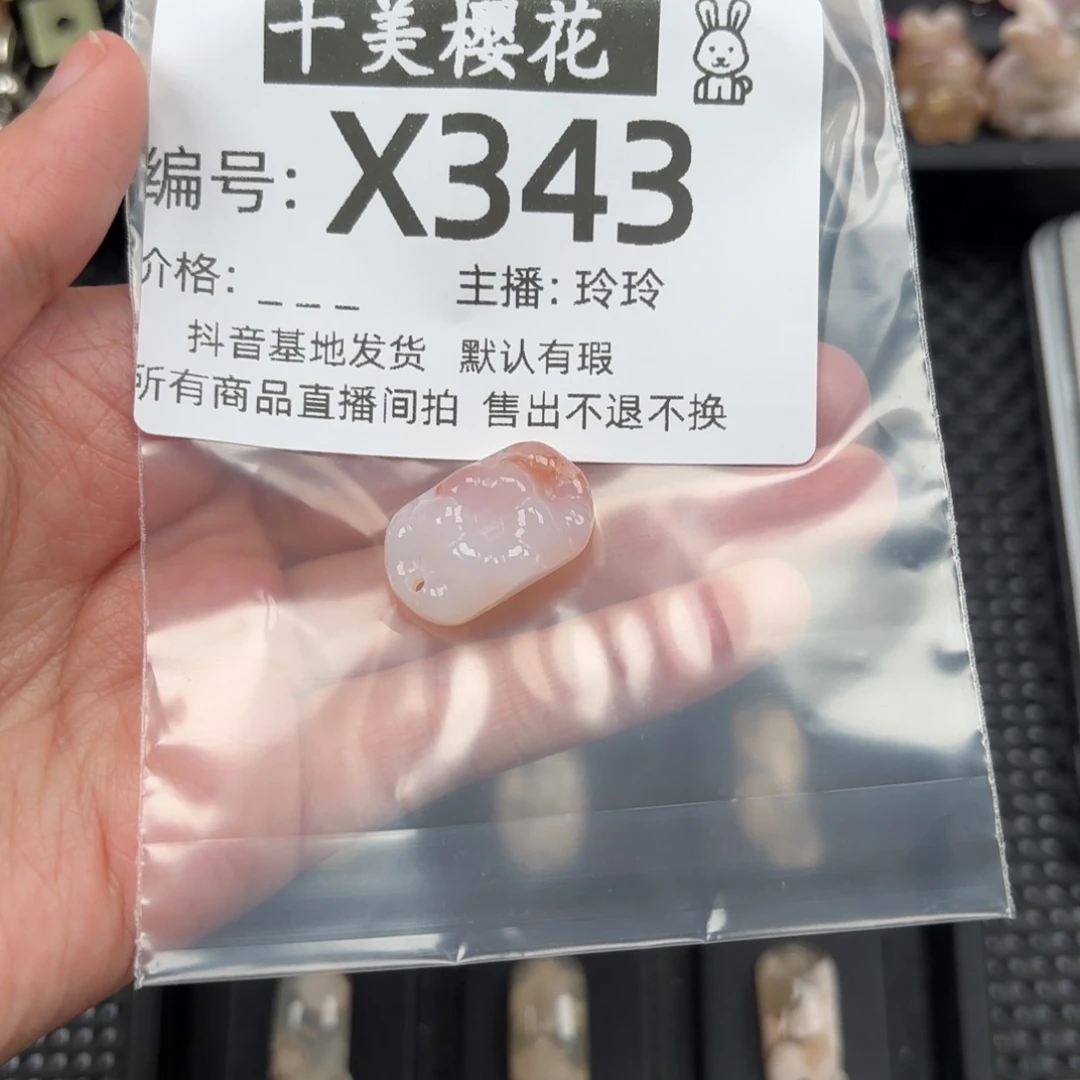 十美樱花
编号: X343
价格: _ _ _ 主播: 玲玲
抖音基地发货 默认有瑕
所有商品直播间拍 售出不退不换